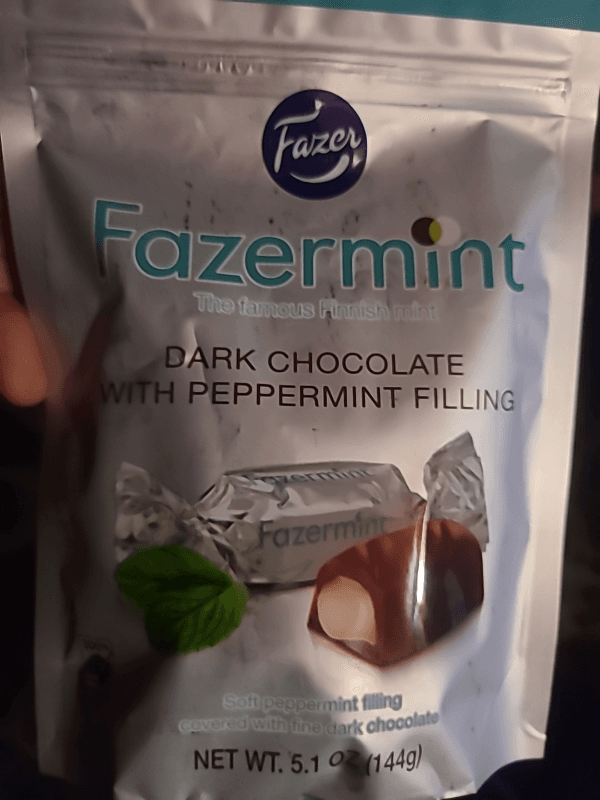 Fazer
Fazermint
The famous Finnish mint
DARK CHOCOLATE
WITH PEPPERMINT FILLING
Fazermint
Fazermint
Soft peppermint filling
covered with fine dark chocolate
NET WT. 5.1 OZ (144g)